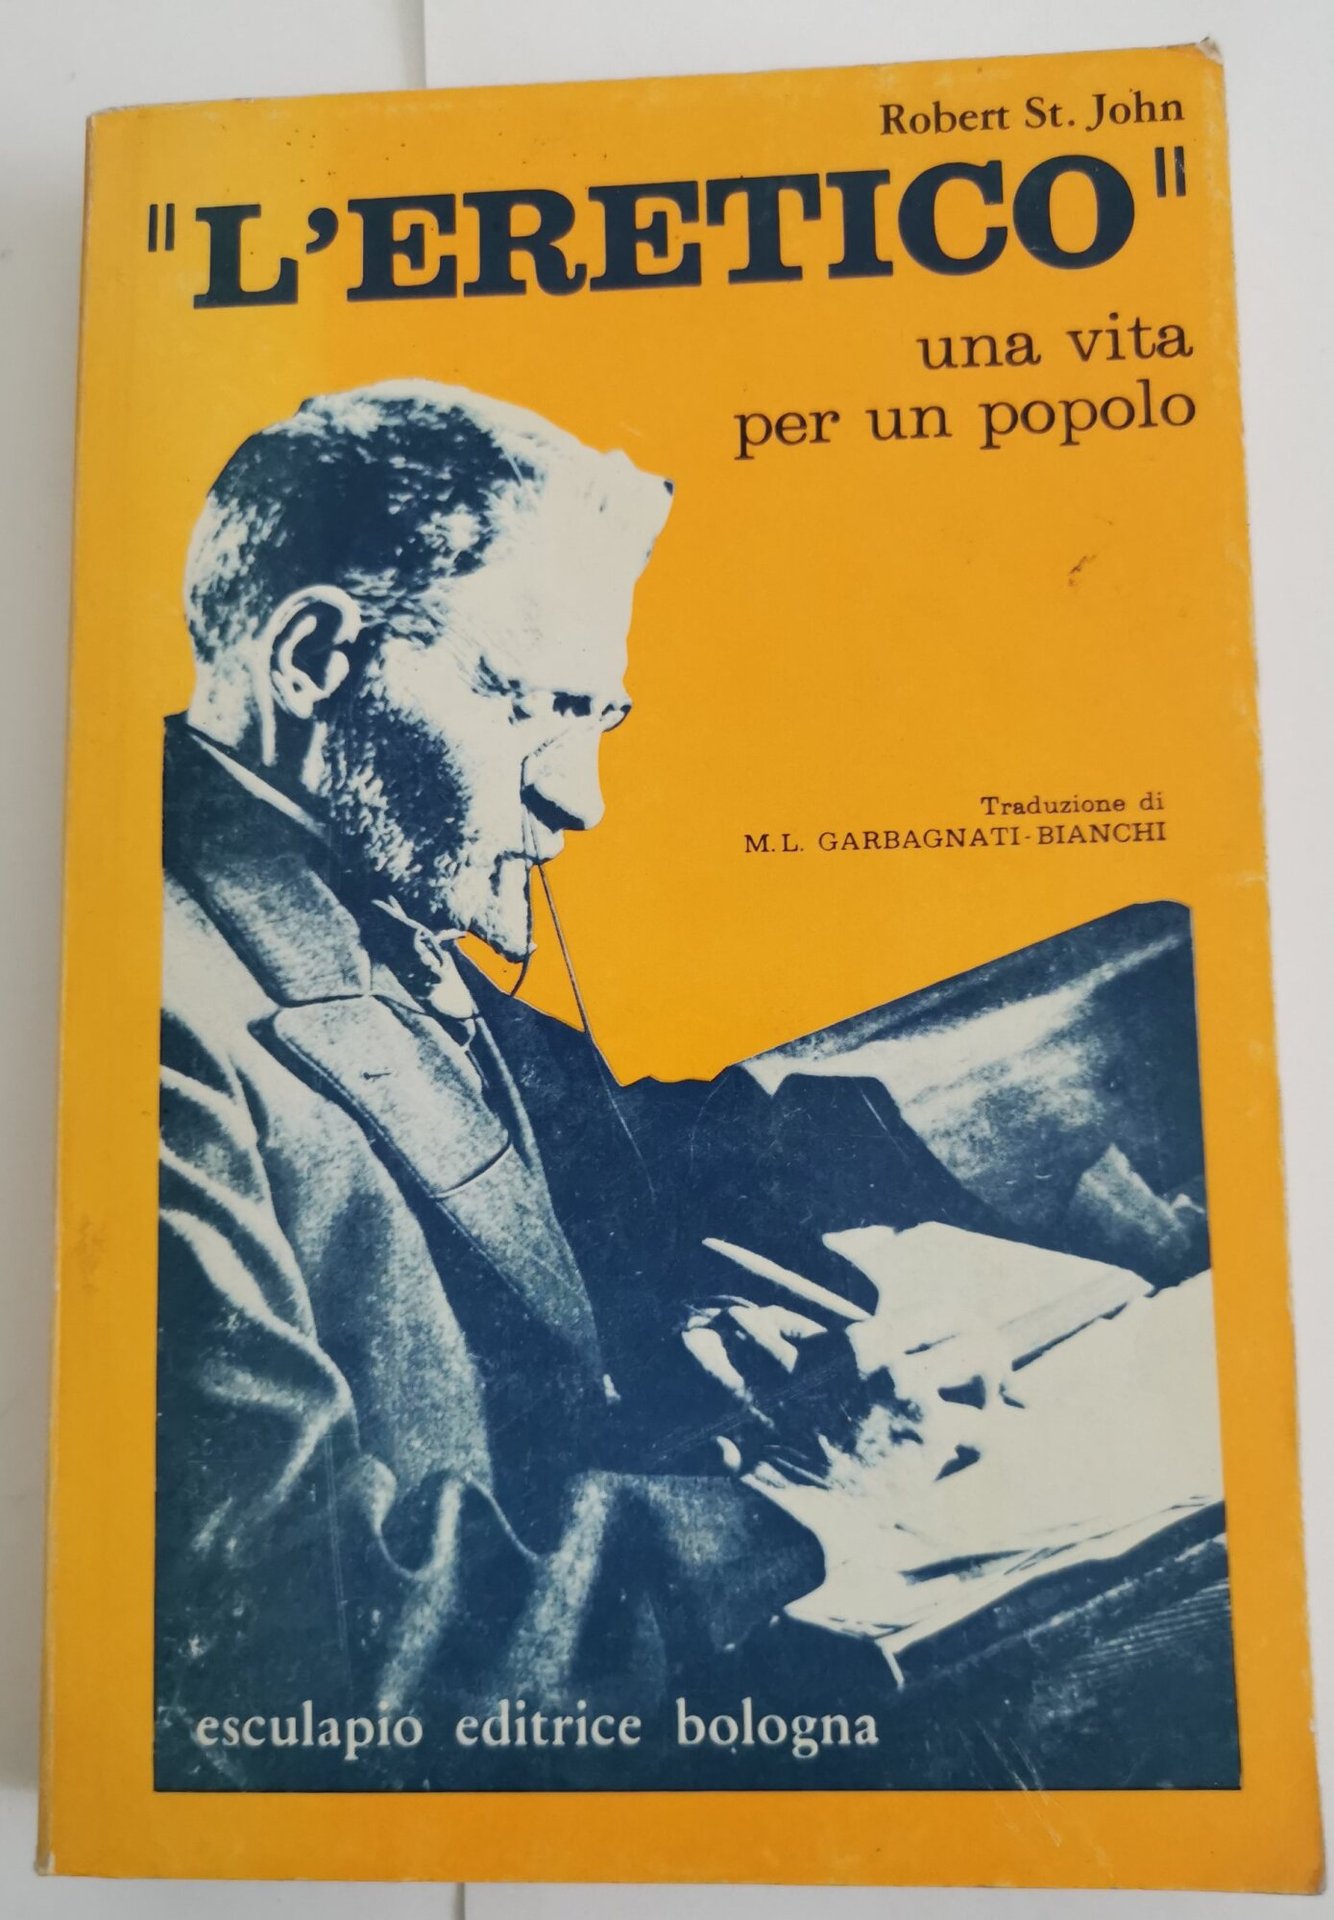 Robert St. John
"L'ERETICO"
una vita
per un popolo
Traduzione di
M. L. GARBAGNATI-BIANCHI
esculapio editrice bologna